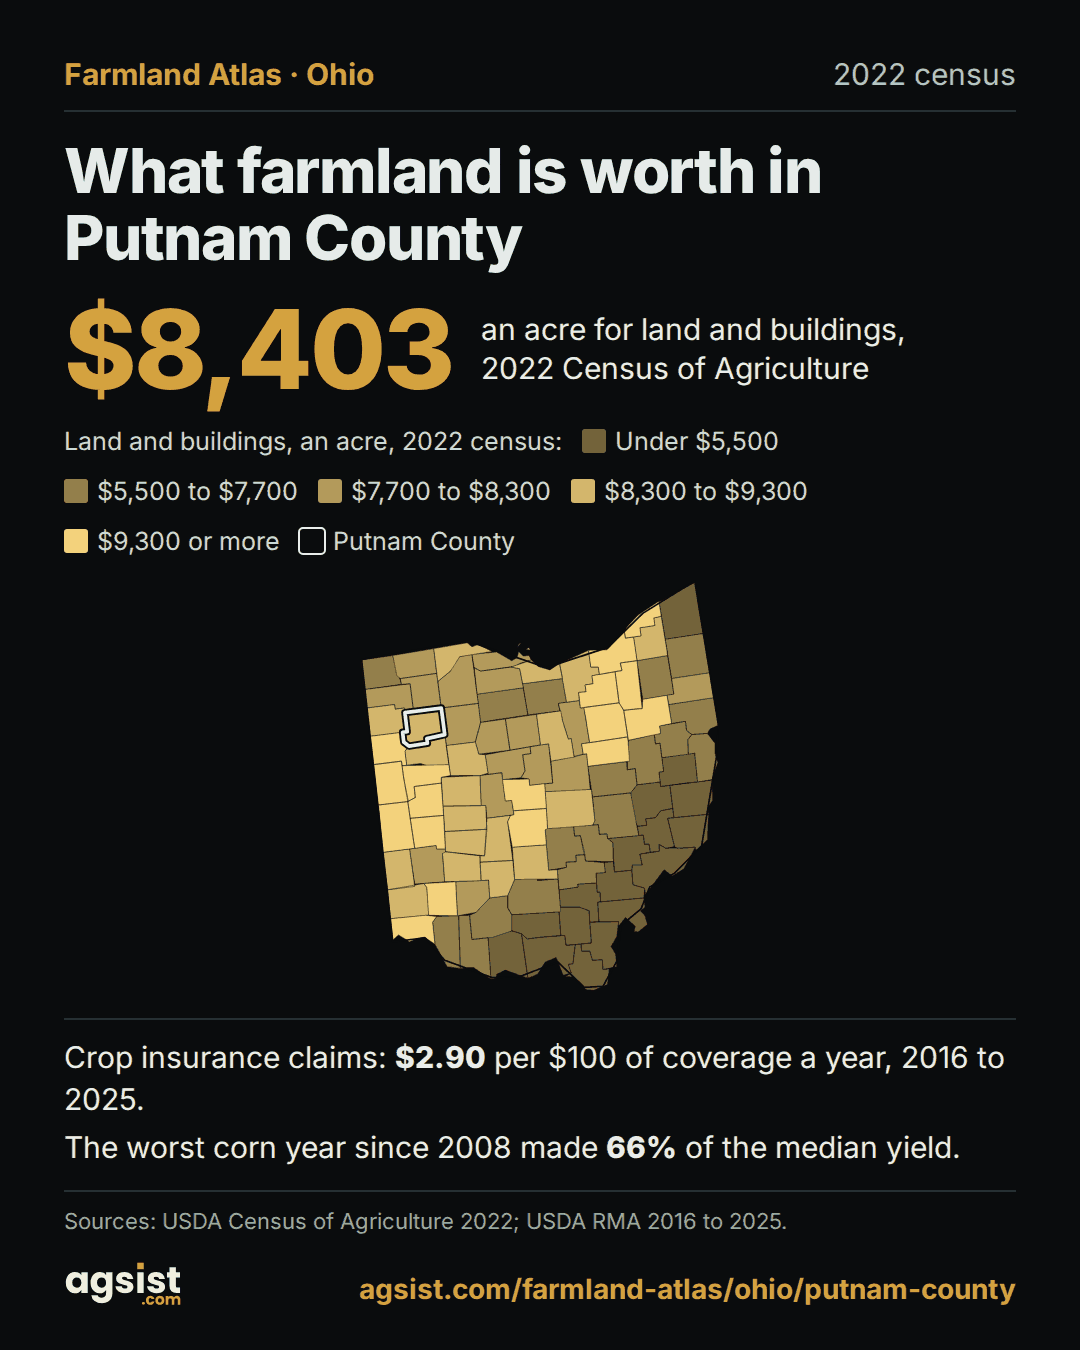 Farmland Atlas · Ohio
2022 census
What farmland is worth in
Putnam County
$8,403
an acre for land and buildings,
2022 Census of Agriculture
Land and buildings, an acre, 2022 census: Under $5,500
$5,500 to $7,700 $7,700 to $8,300 $8,300 to $9,300
$9,300 or more Putnam County
Crop insurance claims: $2.90 per $100 of coverage a year, 2016 to
2025.
The worst corn year since 2008 made 66% of the median yield.
Sources: USDA Census of Agriculture 2022; USDA RMA 2016 to 2025.
agsist
.com
agsist.com/farmland-atlas/ohio/putnam-county